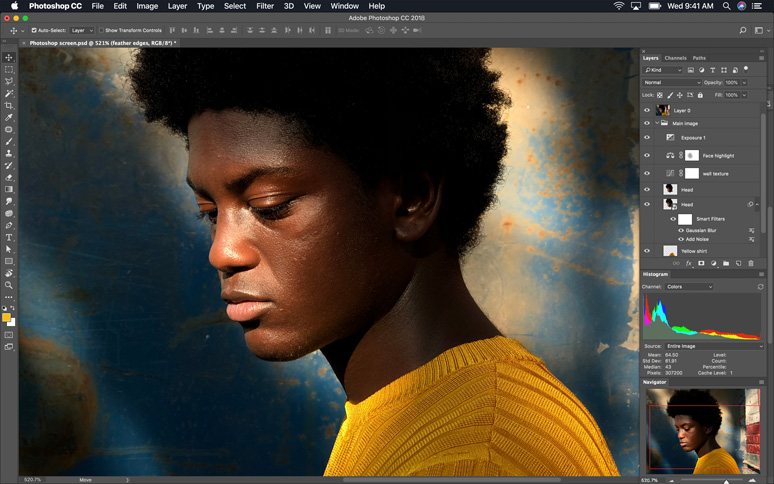 Photoshop CC File Edit Image Layer Type Select Filter 3D View Window Help Wed 9:41 AM
Adobe Photoshop CC 2018
Auto-Select: Layer Show Transform Controls 3D Mode:
Photoshop screen.psd @ 521% (feather edges, RGB/8*) *
Layers Channels Paths
Kind
Normal Opacity: 100%
Lock: Fill: 100%
Layer 0
Main Image
Exposure 1
Face highlight
wall texture
Head
Head
Smart Filters
Gaussian Blur
Add Noise
Yellow shirt
fx
Histogram
Channel: Colors
Source: Entire Image
Mean: 64.50 Level:
Std Dev: 61.91 Count:
Median: 43 Percentile:
Pixels: 307200 Cache Level: 1
Navigator
520.7% Move
520.7%